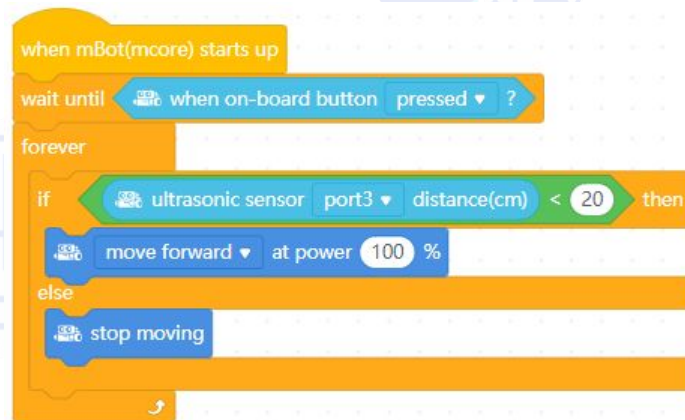 when mBot(mcore) starts up
wait until when on-board button pressed ?
forever
if ultrasonic sensor port3 distance(cm) < 20 then
move forward at power 100 %
else
stop moving